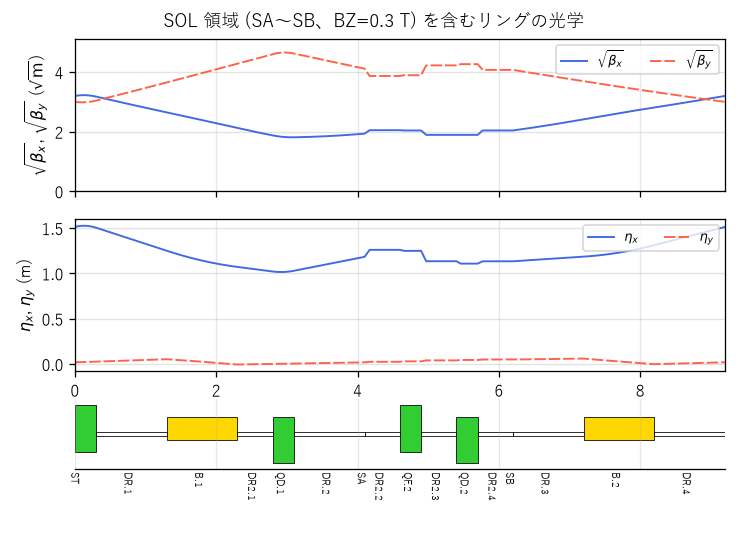 SOL 領域 (SA～SB、BZ=0.3 T) を含むリングの光学
√βx, √βy (√m)
4
2
0
√βx √βy
ηx, ηy (m)
1.5
1.0
0.5
0.0
ηx ηy
0 2 4 6 8
ST DR.1 B.1 DR2.1 QD.1 DR.2 SA DR2.2 QF.2 DR2.3 QD.2 DR2.4 SB DR.3 B.2 DR.4